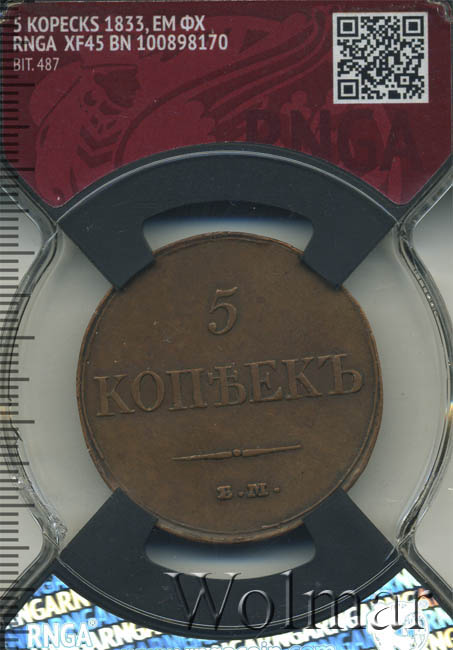 5 KOPECKS 1833, ЕМ ФХ
RNGA XF45 BN 100898170
BIT. 487
RNGA
5
КОПѢЕКЪ
Е.М.
Wolmar
RNGA®